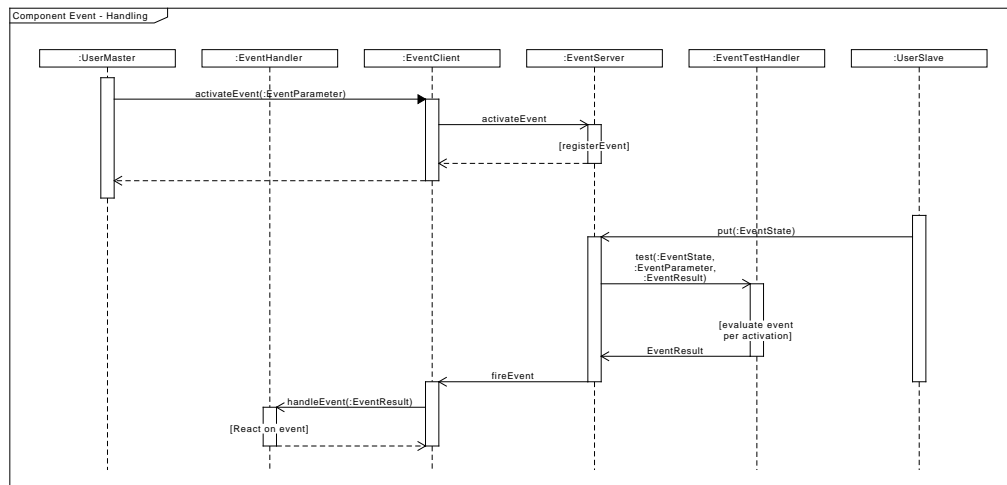 Component Event - Handling
:UserMaster
:EventHandler
:EventClient
:EventServer
:EventTestHandler
:UserSlave
activateEvent(:EventParameter)
activateEvent
[registerEvent]
put(:EventState)
test(:EventState,
:EventParameter,
:EventResult)
[evaluate event
per activation]
EventResult
fireEvent
handleEvent(:EventResult)
[React on event]